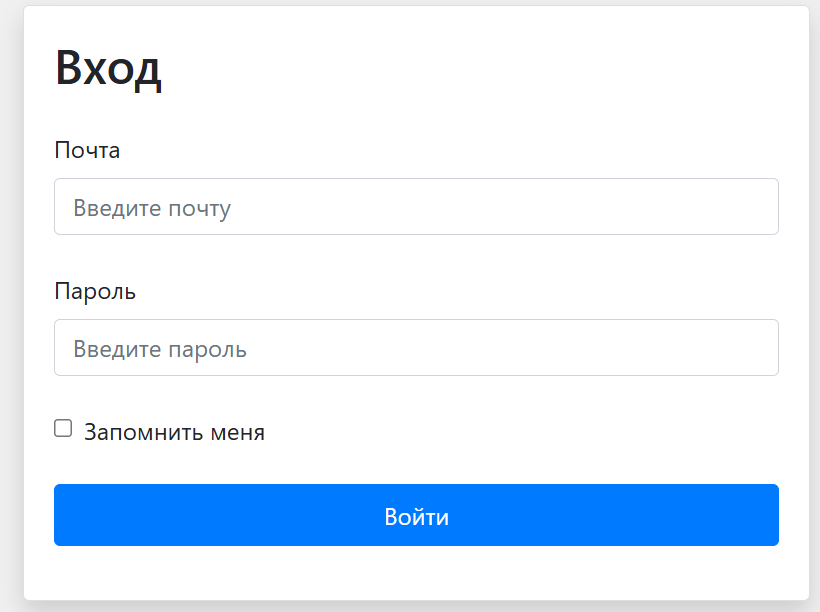 Вход
Почта
Введите почту
Пароль
Введите пароль
Запомнить меня
Войти